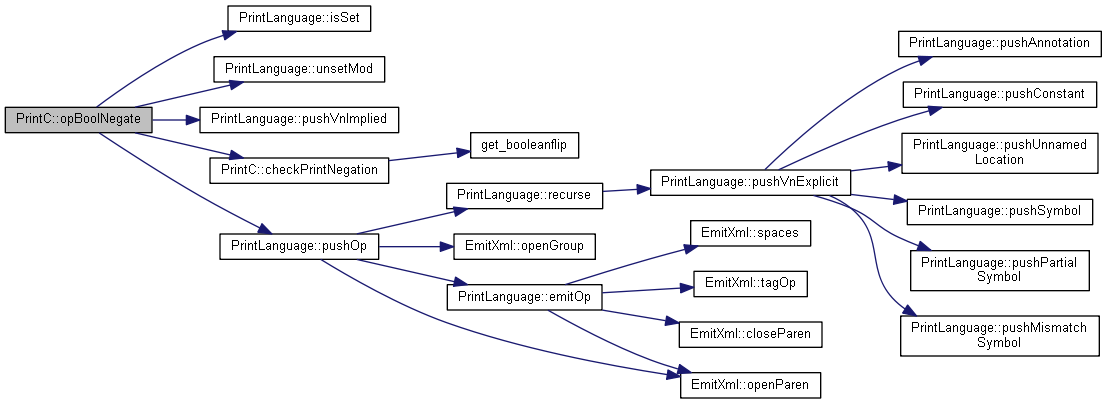 PrintC::opBoolNegate
PrintLanguage::isSet
PrintLanguage::unsetMod
PrintLanguage::pushVnImplied
PrintC::checkPrintNegation
get_booleanflip
PrintLanguage::pushOp
PrintLanguage::recurse
EmitXml::openGroup
PrintLanguage::emitOp
PrintLanguage::pushVnExplicit
EmitXml::spaces
EmitXml::tagOp
EmitXml::closeParen
EmitXml::openParen
PrintLanguage::pushAnnotation
PrintLanguage::pushConstant
PrintLanguage::pushUnnamed
Location
PrintLanguage::pushSymbol
PrintLanguage::pushPartial
Symbol
PrintLanguage::pushMismatch
Symbol